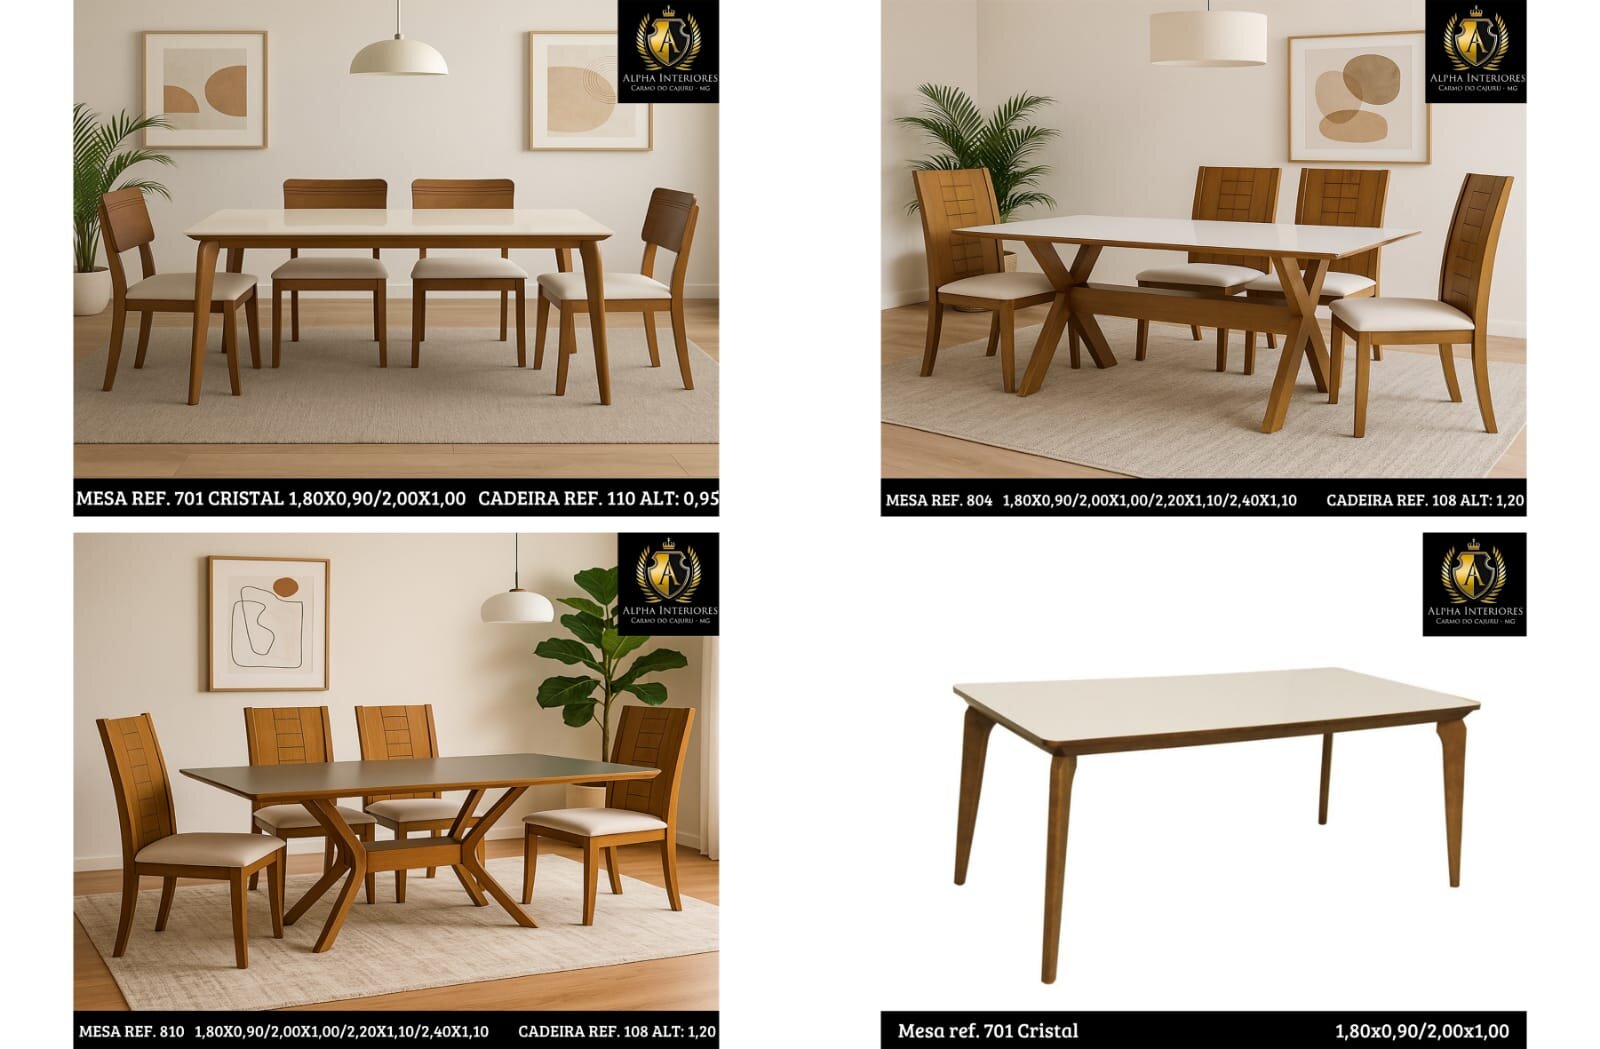 ALPHA INTERIORES
CARMO DO CAJURU - MG
MESA REF. 701 CRISTAL 1,80X0,90/2,00X1,00 CADEIRA REF. 110 ALT: 0,95
ALPHA INTERIORES
CARMO DO CAJURU - MG
MESA REF. 804 1,80X0,90/2,00X1,00/2,20X1,10/2,40X1,10 CADEIRA REF. 108 ALT: 1,20
ALPHA INTERIORES
CARMO DO CAJURU - MG
MESA REF. 810 1,80X0,90/2,00X1,00/2,20X1,10/2,40X1,10 CADEIRA REF. 108 ALT: 1,20
ALPHA INTERIORES
CARMO DO CAJURU - MG
Mesa ref. 701 Cristal 1,80x0,90/2,00x1,00